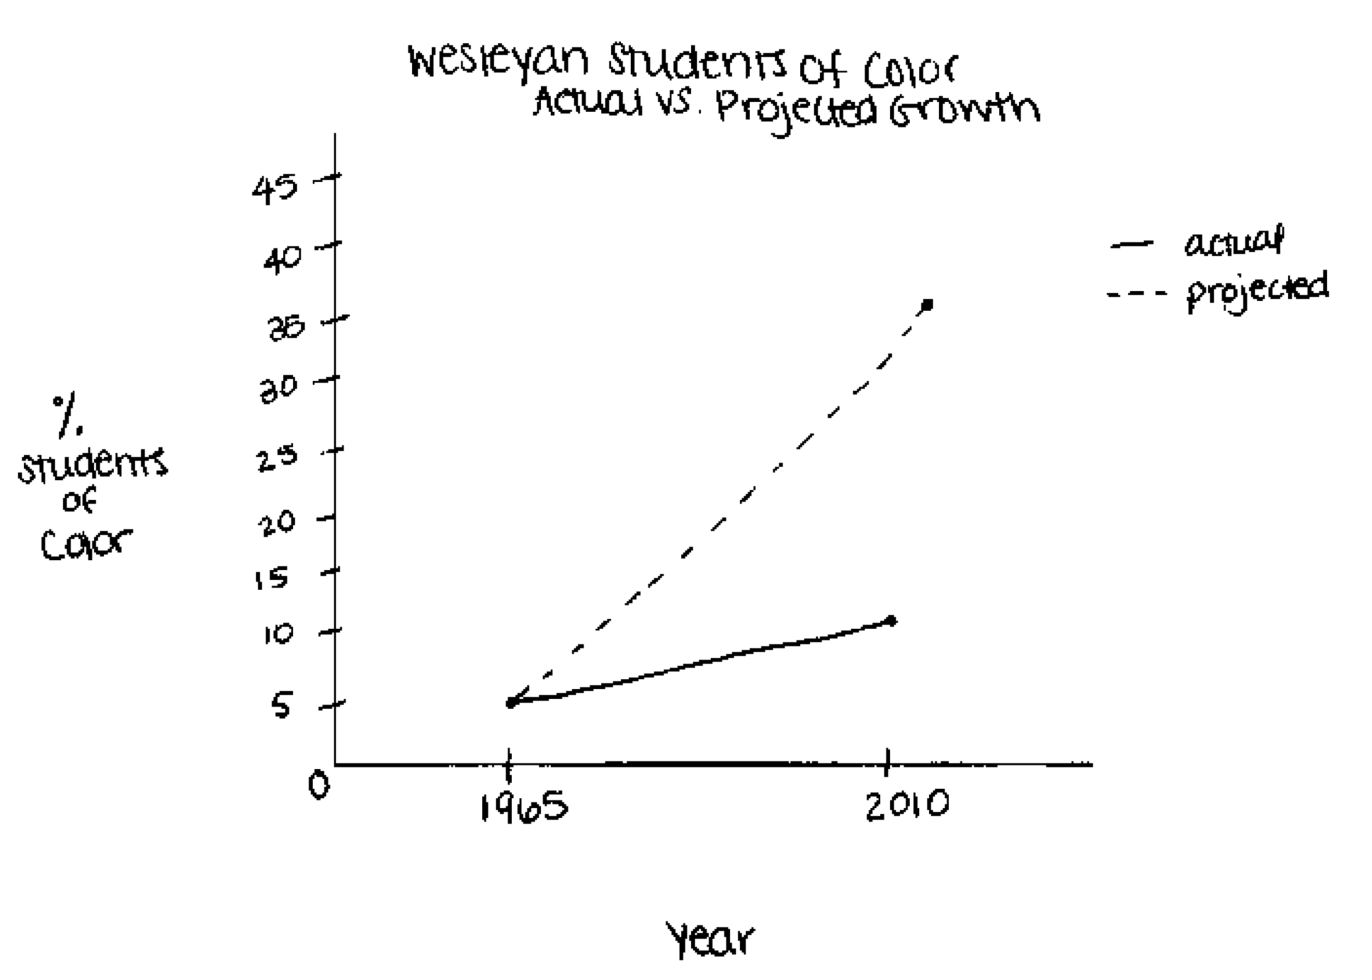 Wesleyan Students of Color
Actual vs. Projected Growth
45
40
35
30
25
20
15
10
5
0
%
students
of
Color
actual
projected
1965
2010
Year